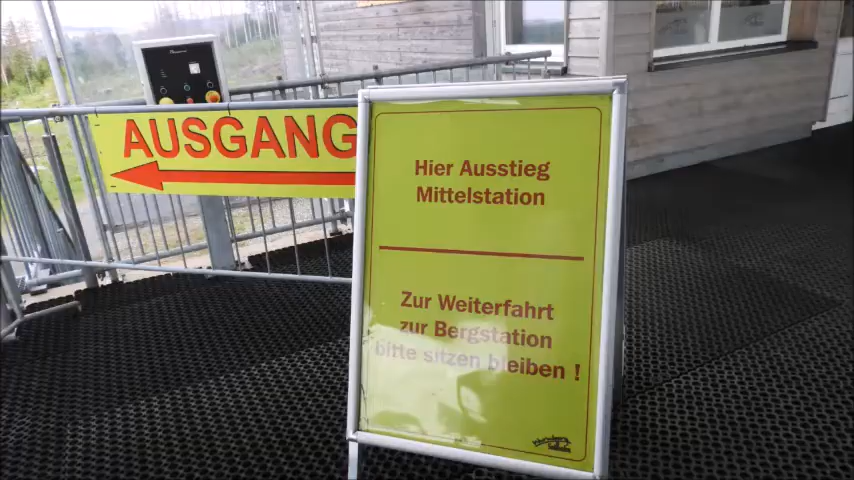 AUSGANG
Hier Ausstieg
Mittelstation
Zur Weiterfahrt
zur Bergstation
bitte sitzen bleiben !